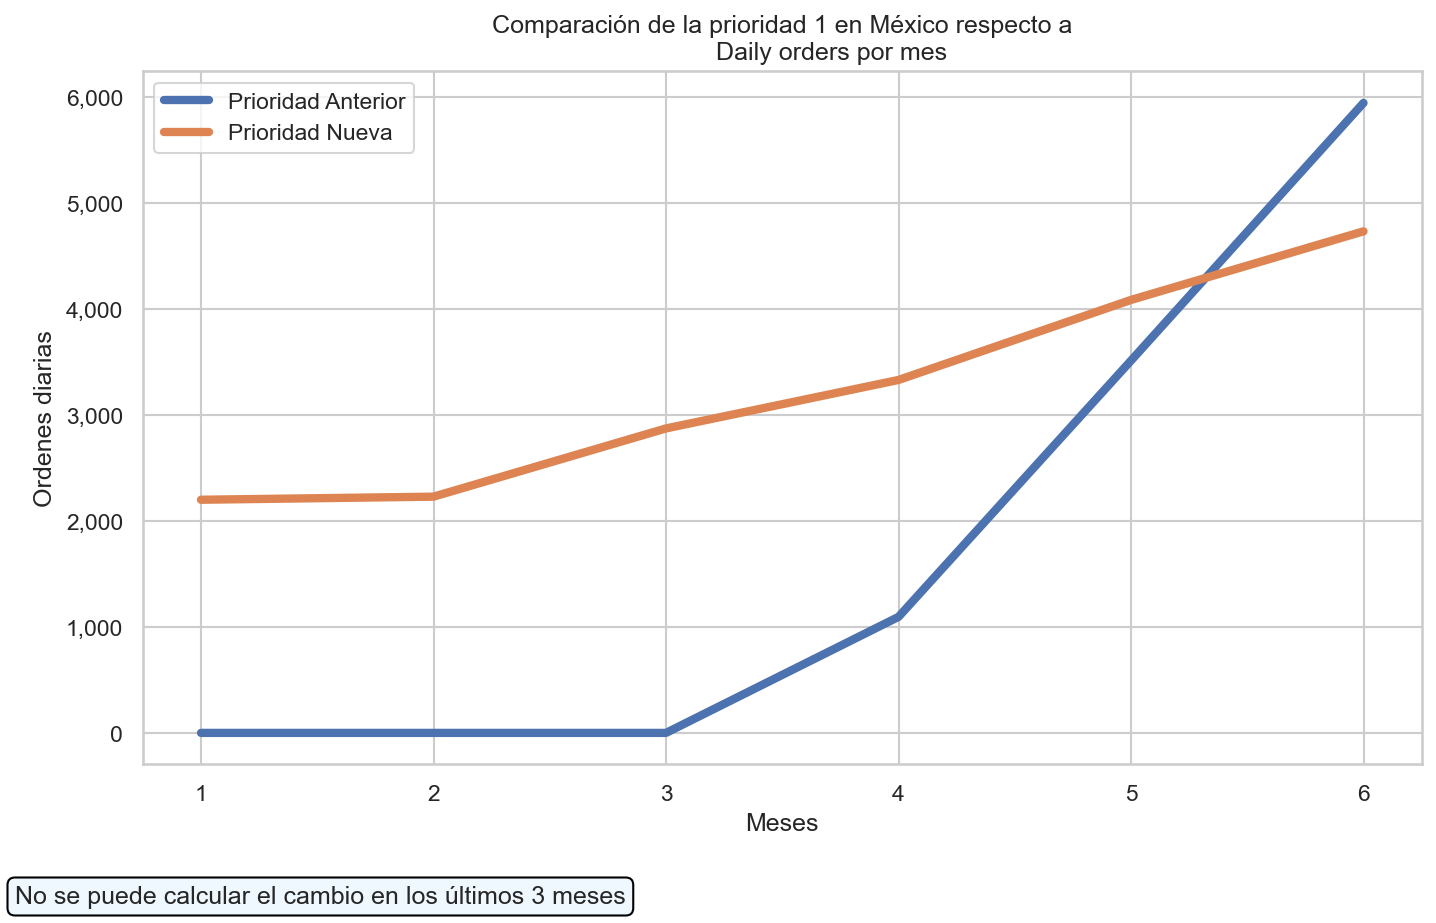 Comparación de la prioridad 1 en México respecto a
Daily orders por mes
Prioridad Anterior
Prioridad Nueva
Ordenes diarias
6,000
5,000
4,000
3,000
2,000
1,000
0
1 2 3 4 5 6
Meses
No se puede calcular el cambio en los últimos 3 meses